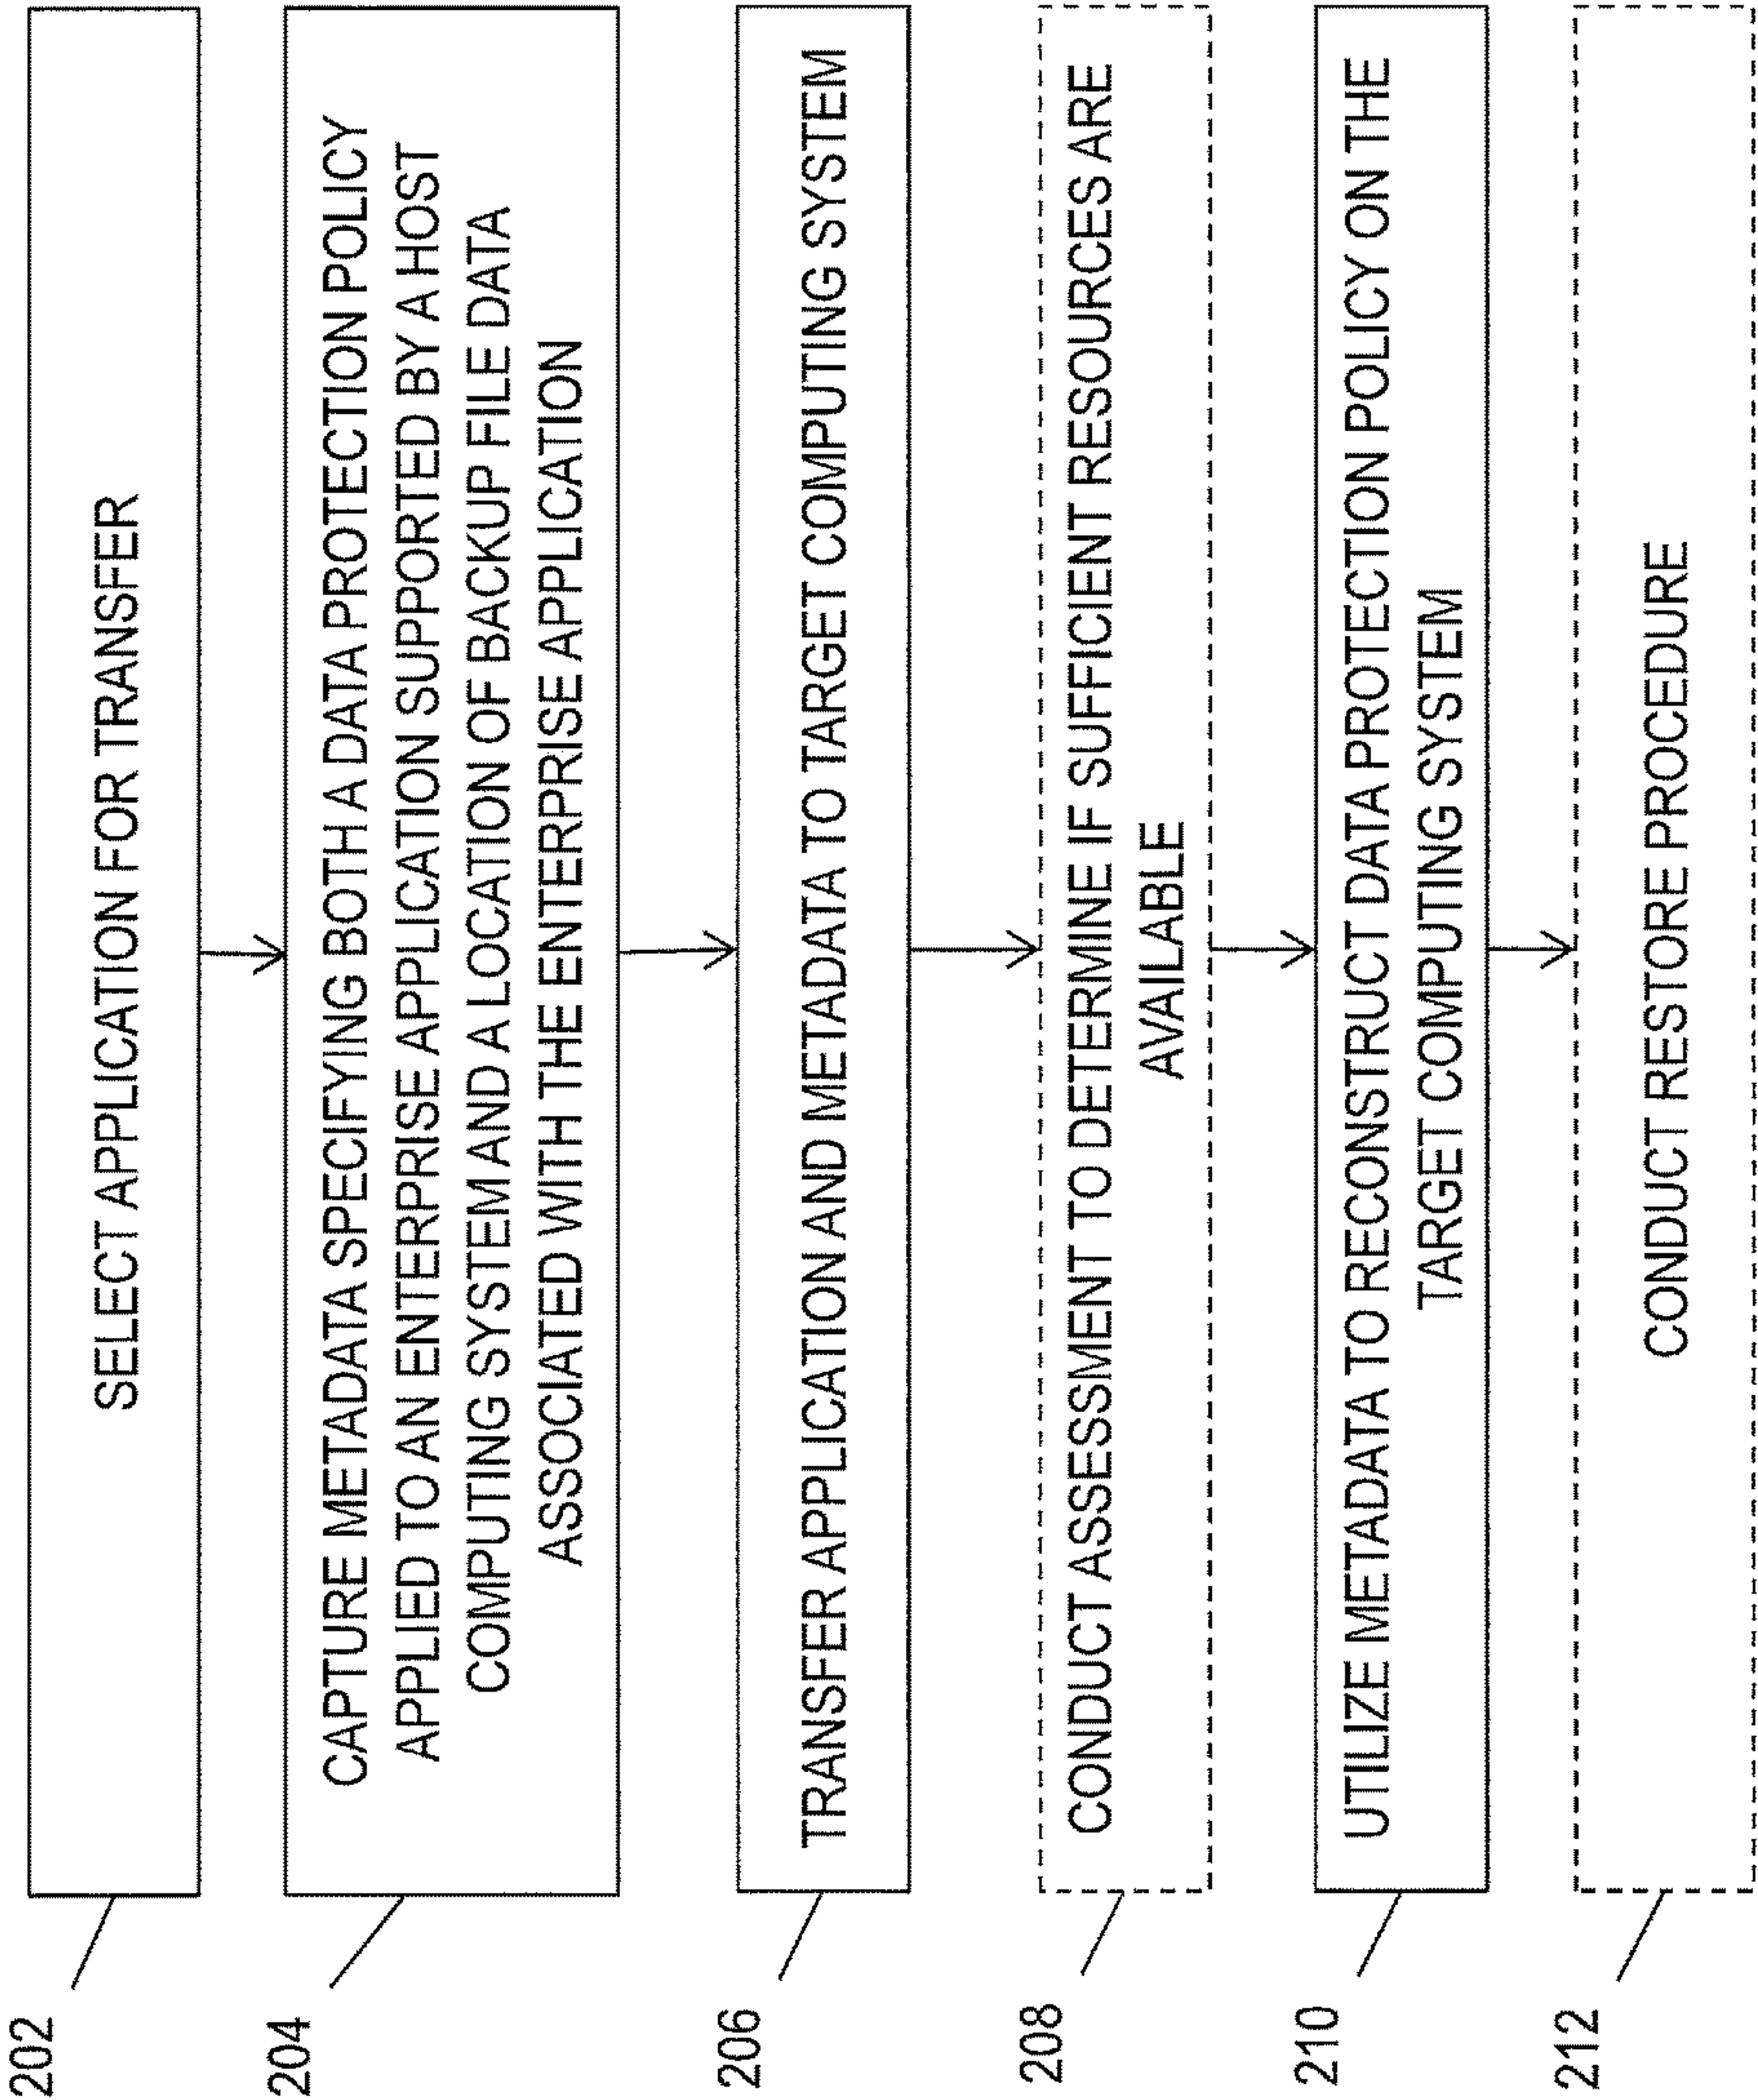 202
SELECT APPLICATION FOR TRANSFER
204
CAPTURE METADATA SPECIFYING BOTH A DATA PROTECTION POLICY
APPLIED TO AN ENTERPRISE APPLICATION SUPPORTED BY A HOST
COMPUTING SYSTEM AND A LOCATION OF BACKUP FILE DATA
ASSOCIATED WITH THE ENTERPRISE APPLICATION
206
TRANSFER APPLICATION AND METADATA TO TARGET COMPUTING SYSTEM
208
CONDUCT ASSESSMENT TO DETERMINE IF SUFFICIENT RESOURCES ARE
AVAILABLE
210
UTILIZE METADATA TO RECONSTRUCT DATA PROTECTION POLICY ON THE
TARGET COMPUTING SYSTEM
212
CONDUCT RESTORE PROCEDURE